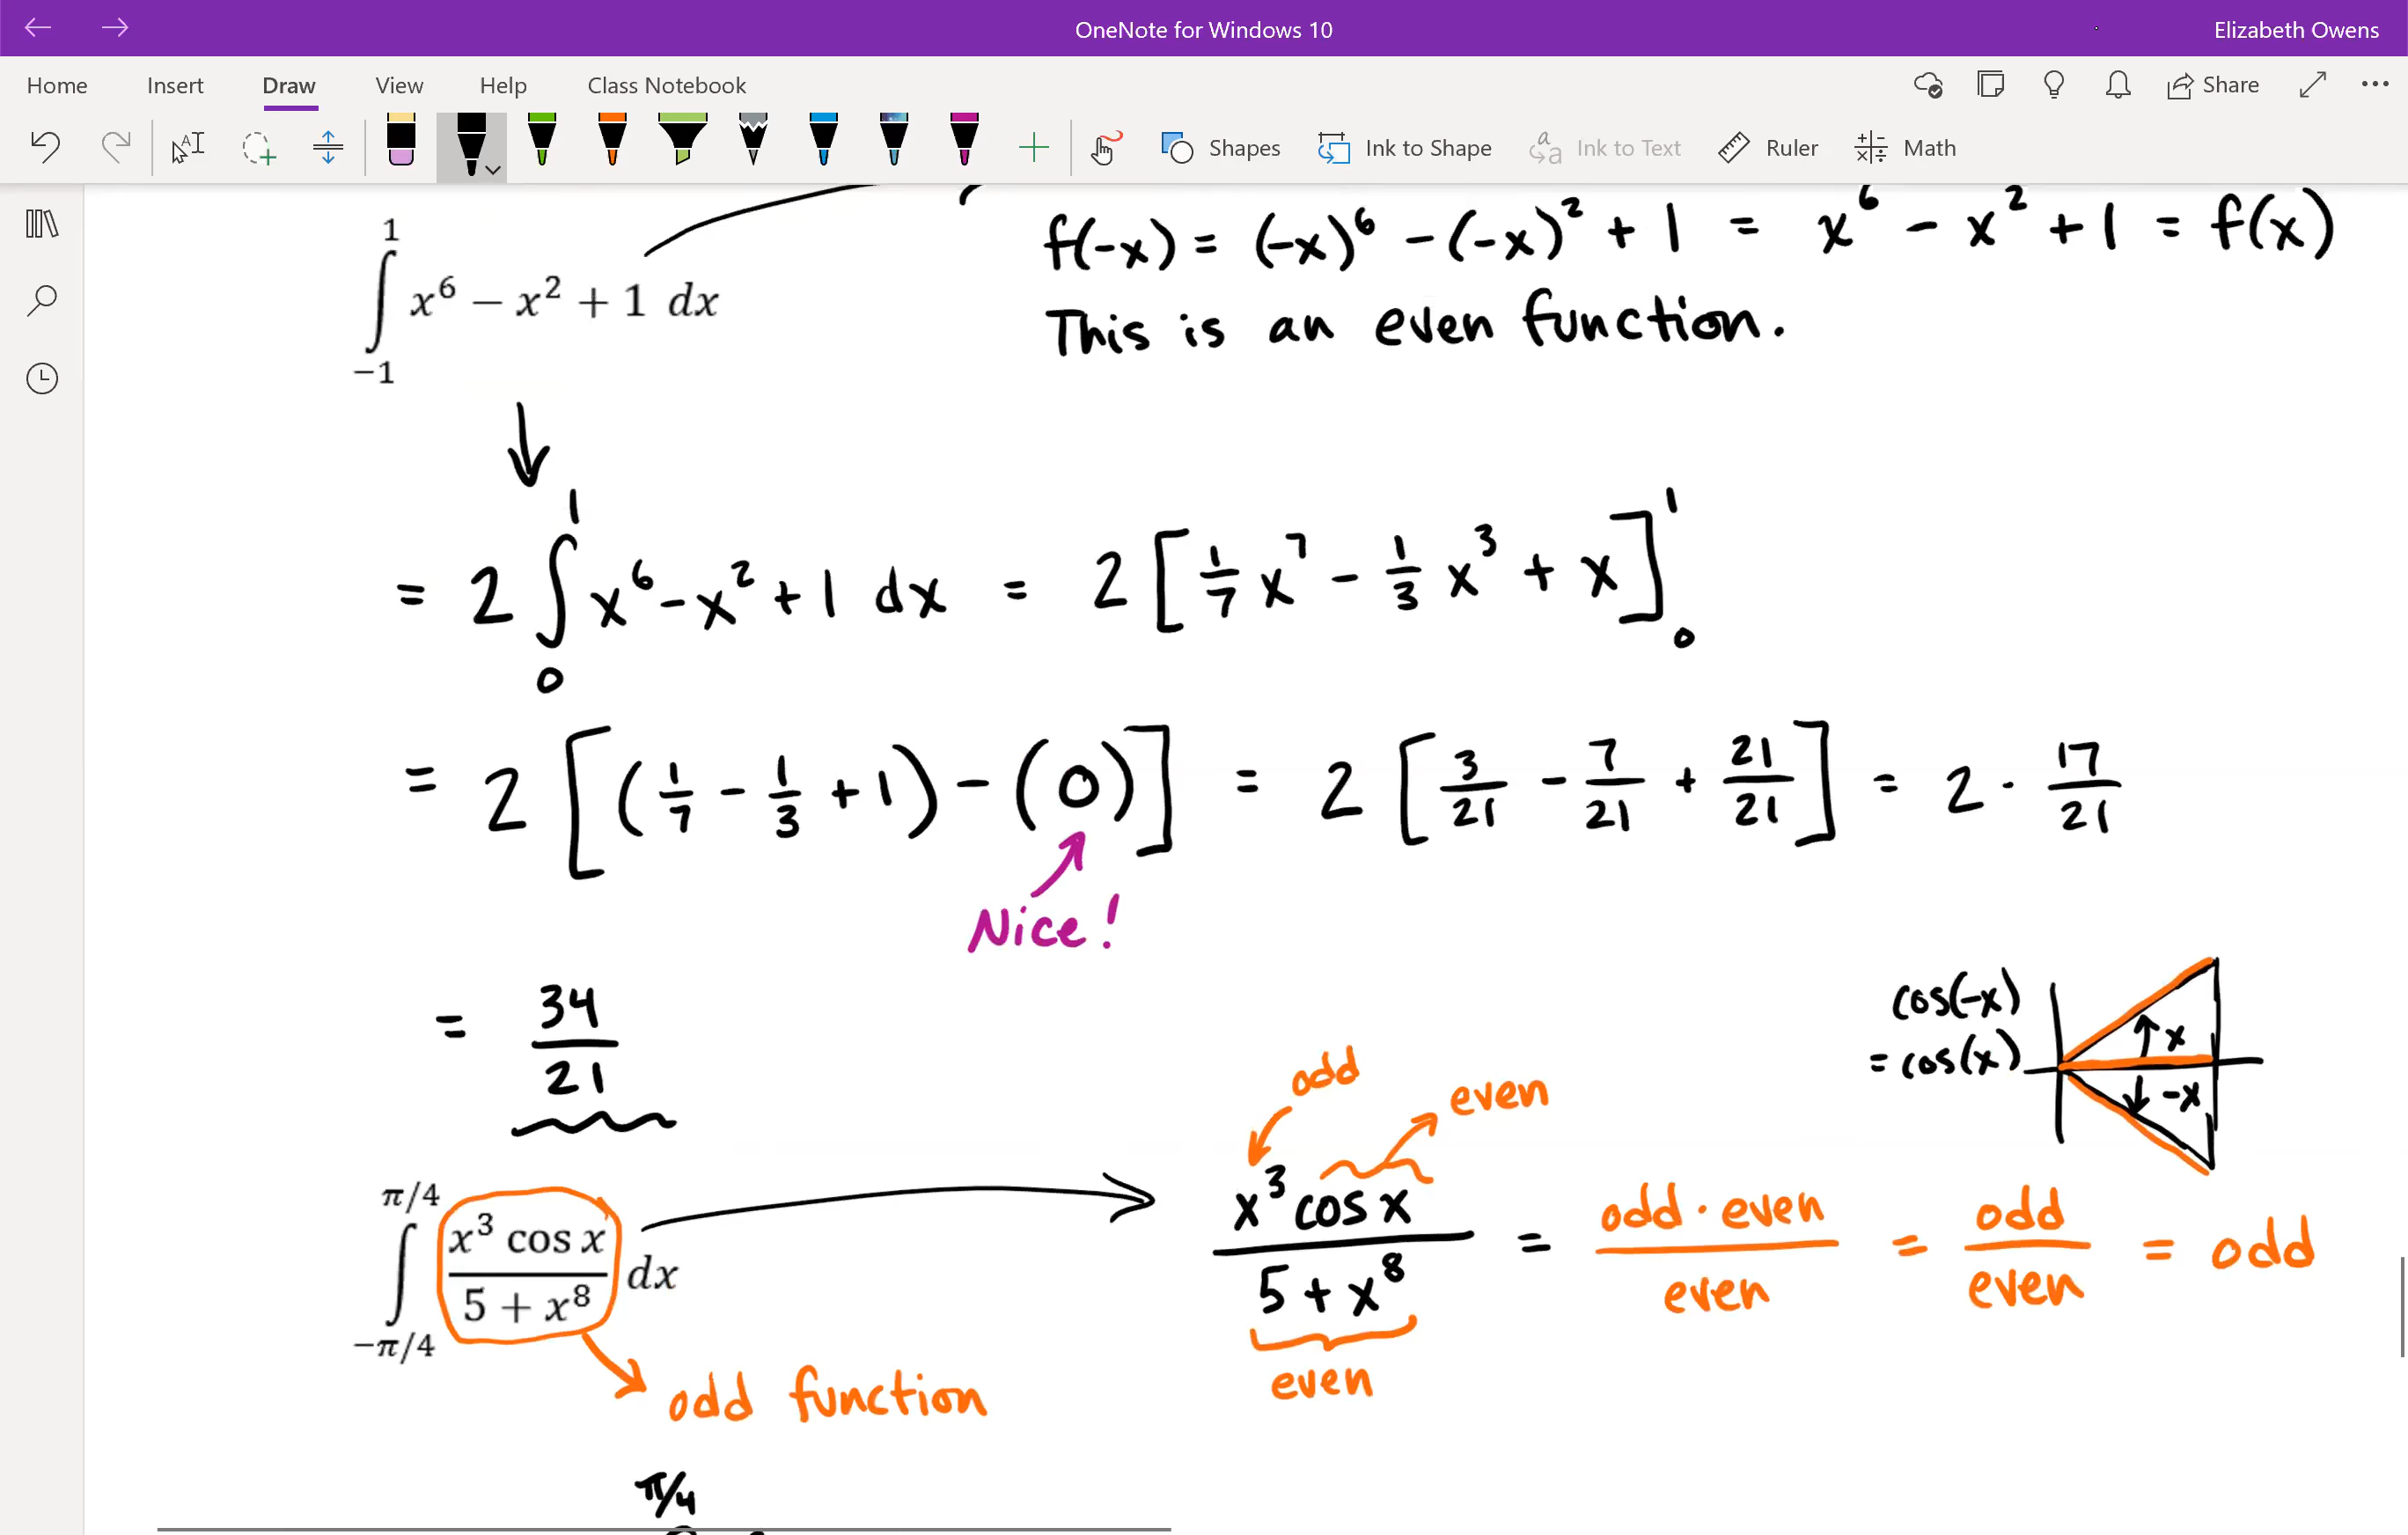 OneNote for Windows 10
Elizabeth Owens
Home Insert Draw View Help Class Notebook Share
Shapes Ink to Shape Ink to Text Ruler Math
f(-x) = (-x)⁶ - (-x)² + 1 = x⁶ - x² + 1 = f(x)
This is an even function.
1
∫ x⁶ − x² + 1 dx
−1
= 2 ∫₀¹ x⁶ - x² + 1 dx = 2 [ 1/7 x⁷ - 1/3 x³ + x ]₀¹
= 2 [ (1/7 - 1/3 + 1) - (0) ] = 2 [ 3/21 - 7/21 + 21/21 ] = 2 · 17/21
Nice!
= 34/21
cos(-x)
= cos(x)
x
-x
odd
even
π/4
∫ x³ cos x / 5 + x⁸ dx
−π/4
x³ cos x / 5 + x⁸ = odd · even / even = odd / even = odd
even
odd function
π/4